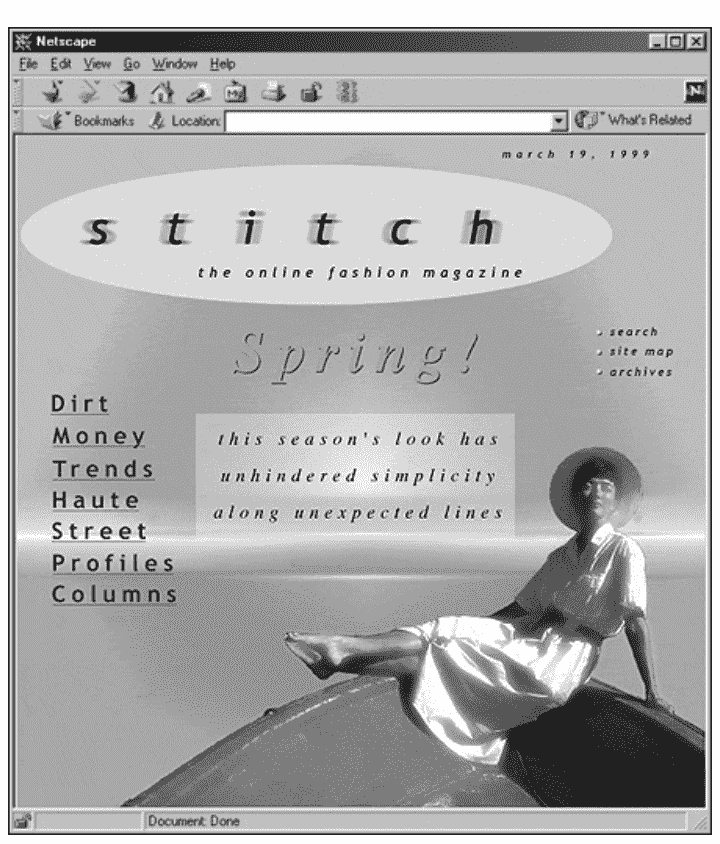 Netscape
File Edit View Go Window Help
Bookmarks Location: What's Related
march 19, 1999
stitch
the online fashion magazine
Spring!
search
site map
archives
Dirt
Money
Trends
Haute
Street
Profiles
Columns
this season's look has
unhindered simplicity
along unexpected lines
Document: Done